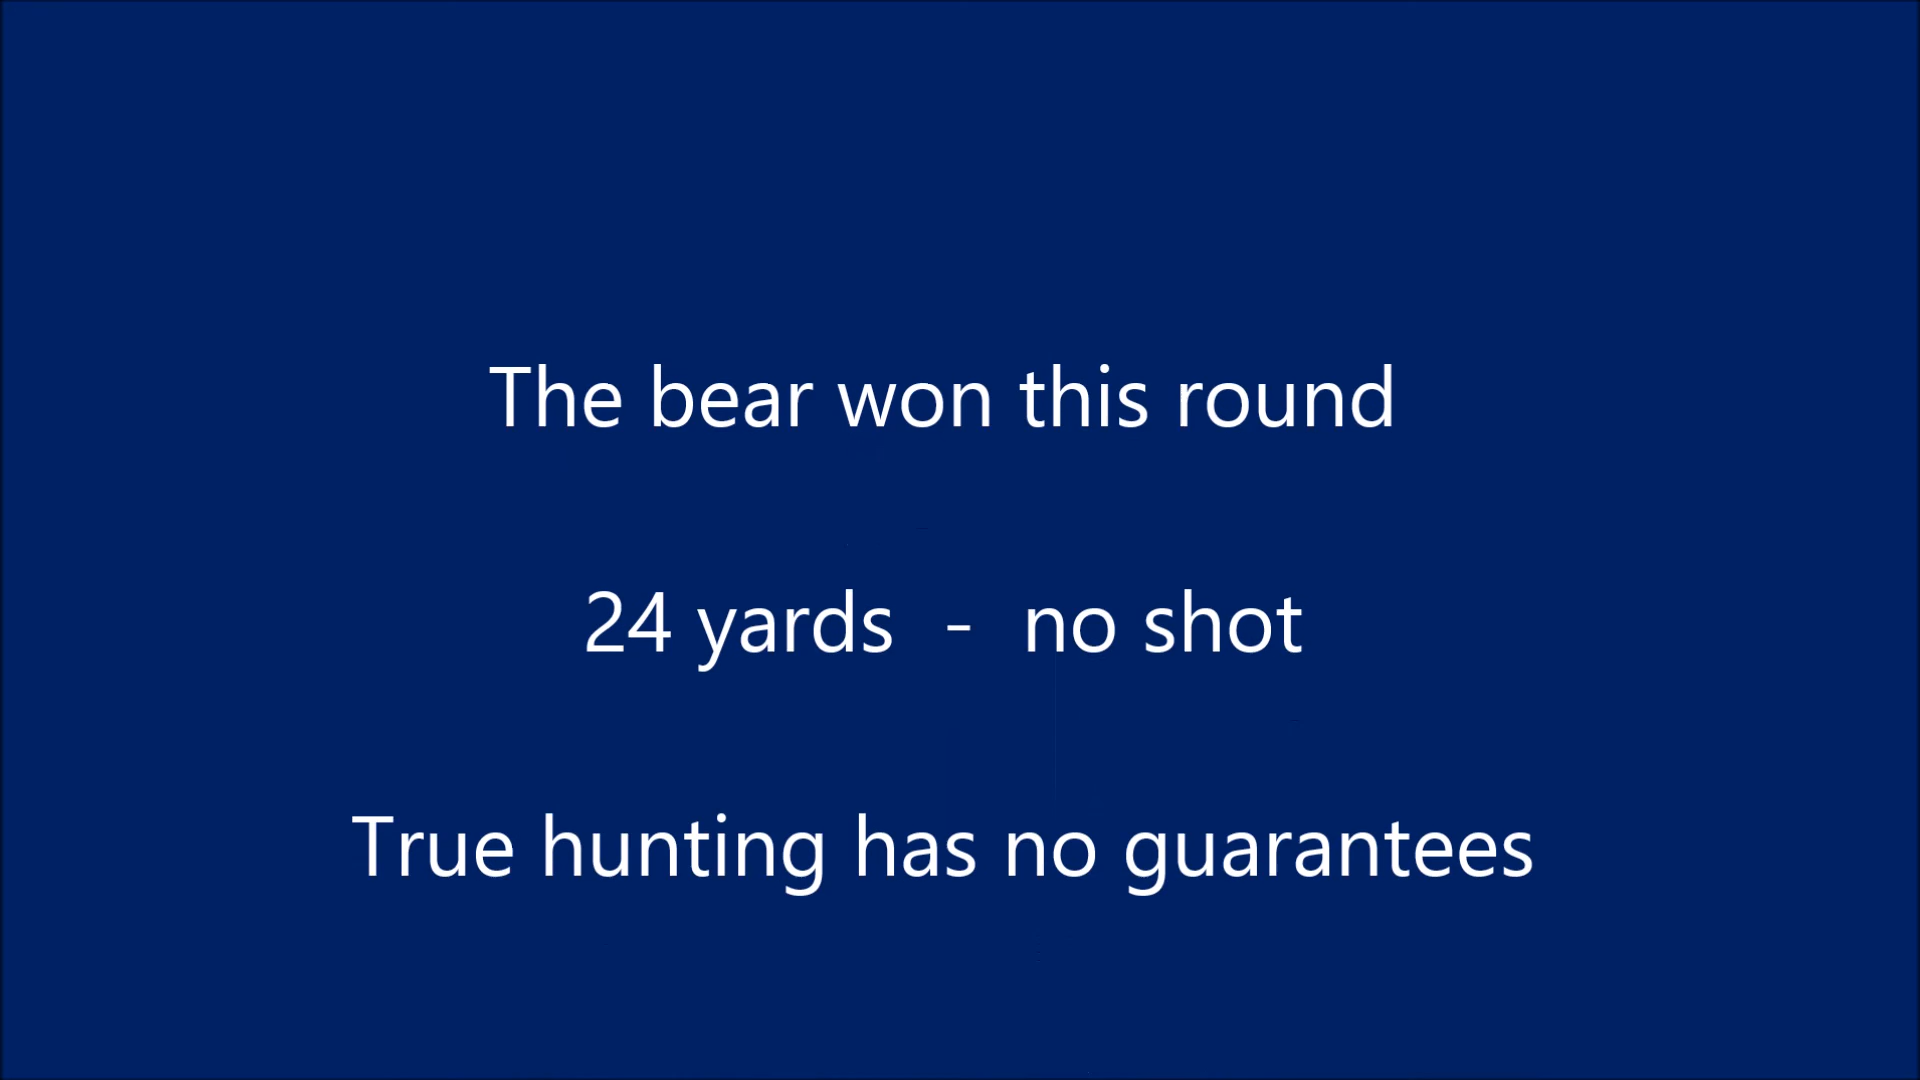 The bear won this round
24 yards - no shot
True hunting has no guarantees